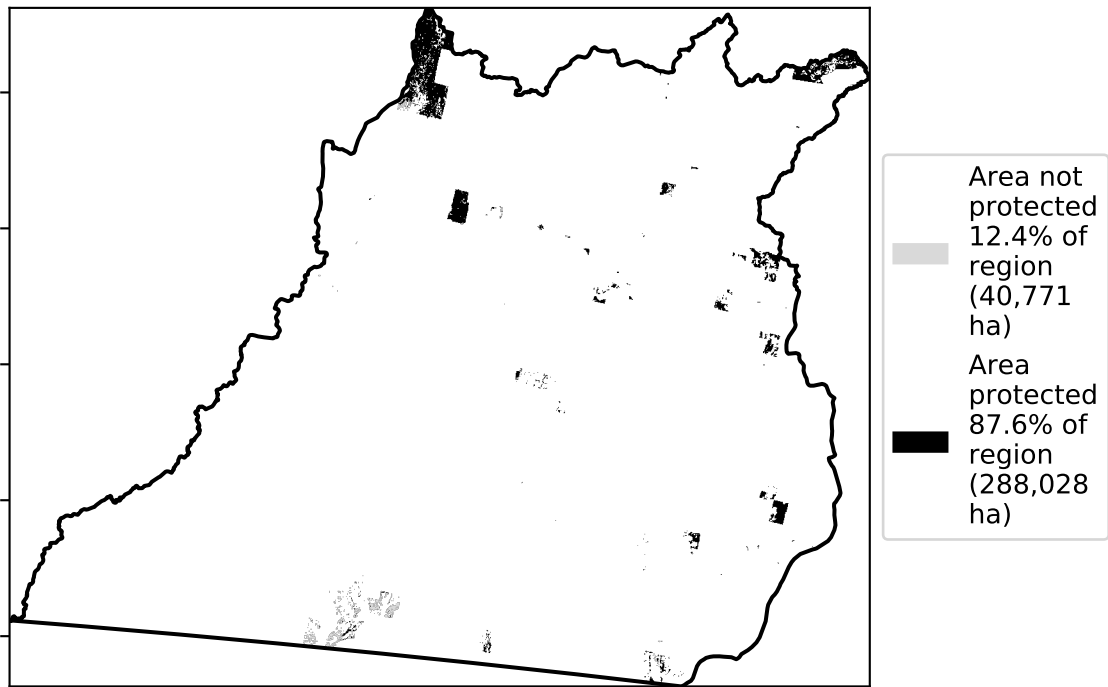 Area not
protected
12.4% of
region
(40,771
ha)
Area
protected
87.6% of
region
(288,028
ha)